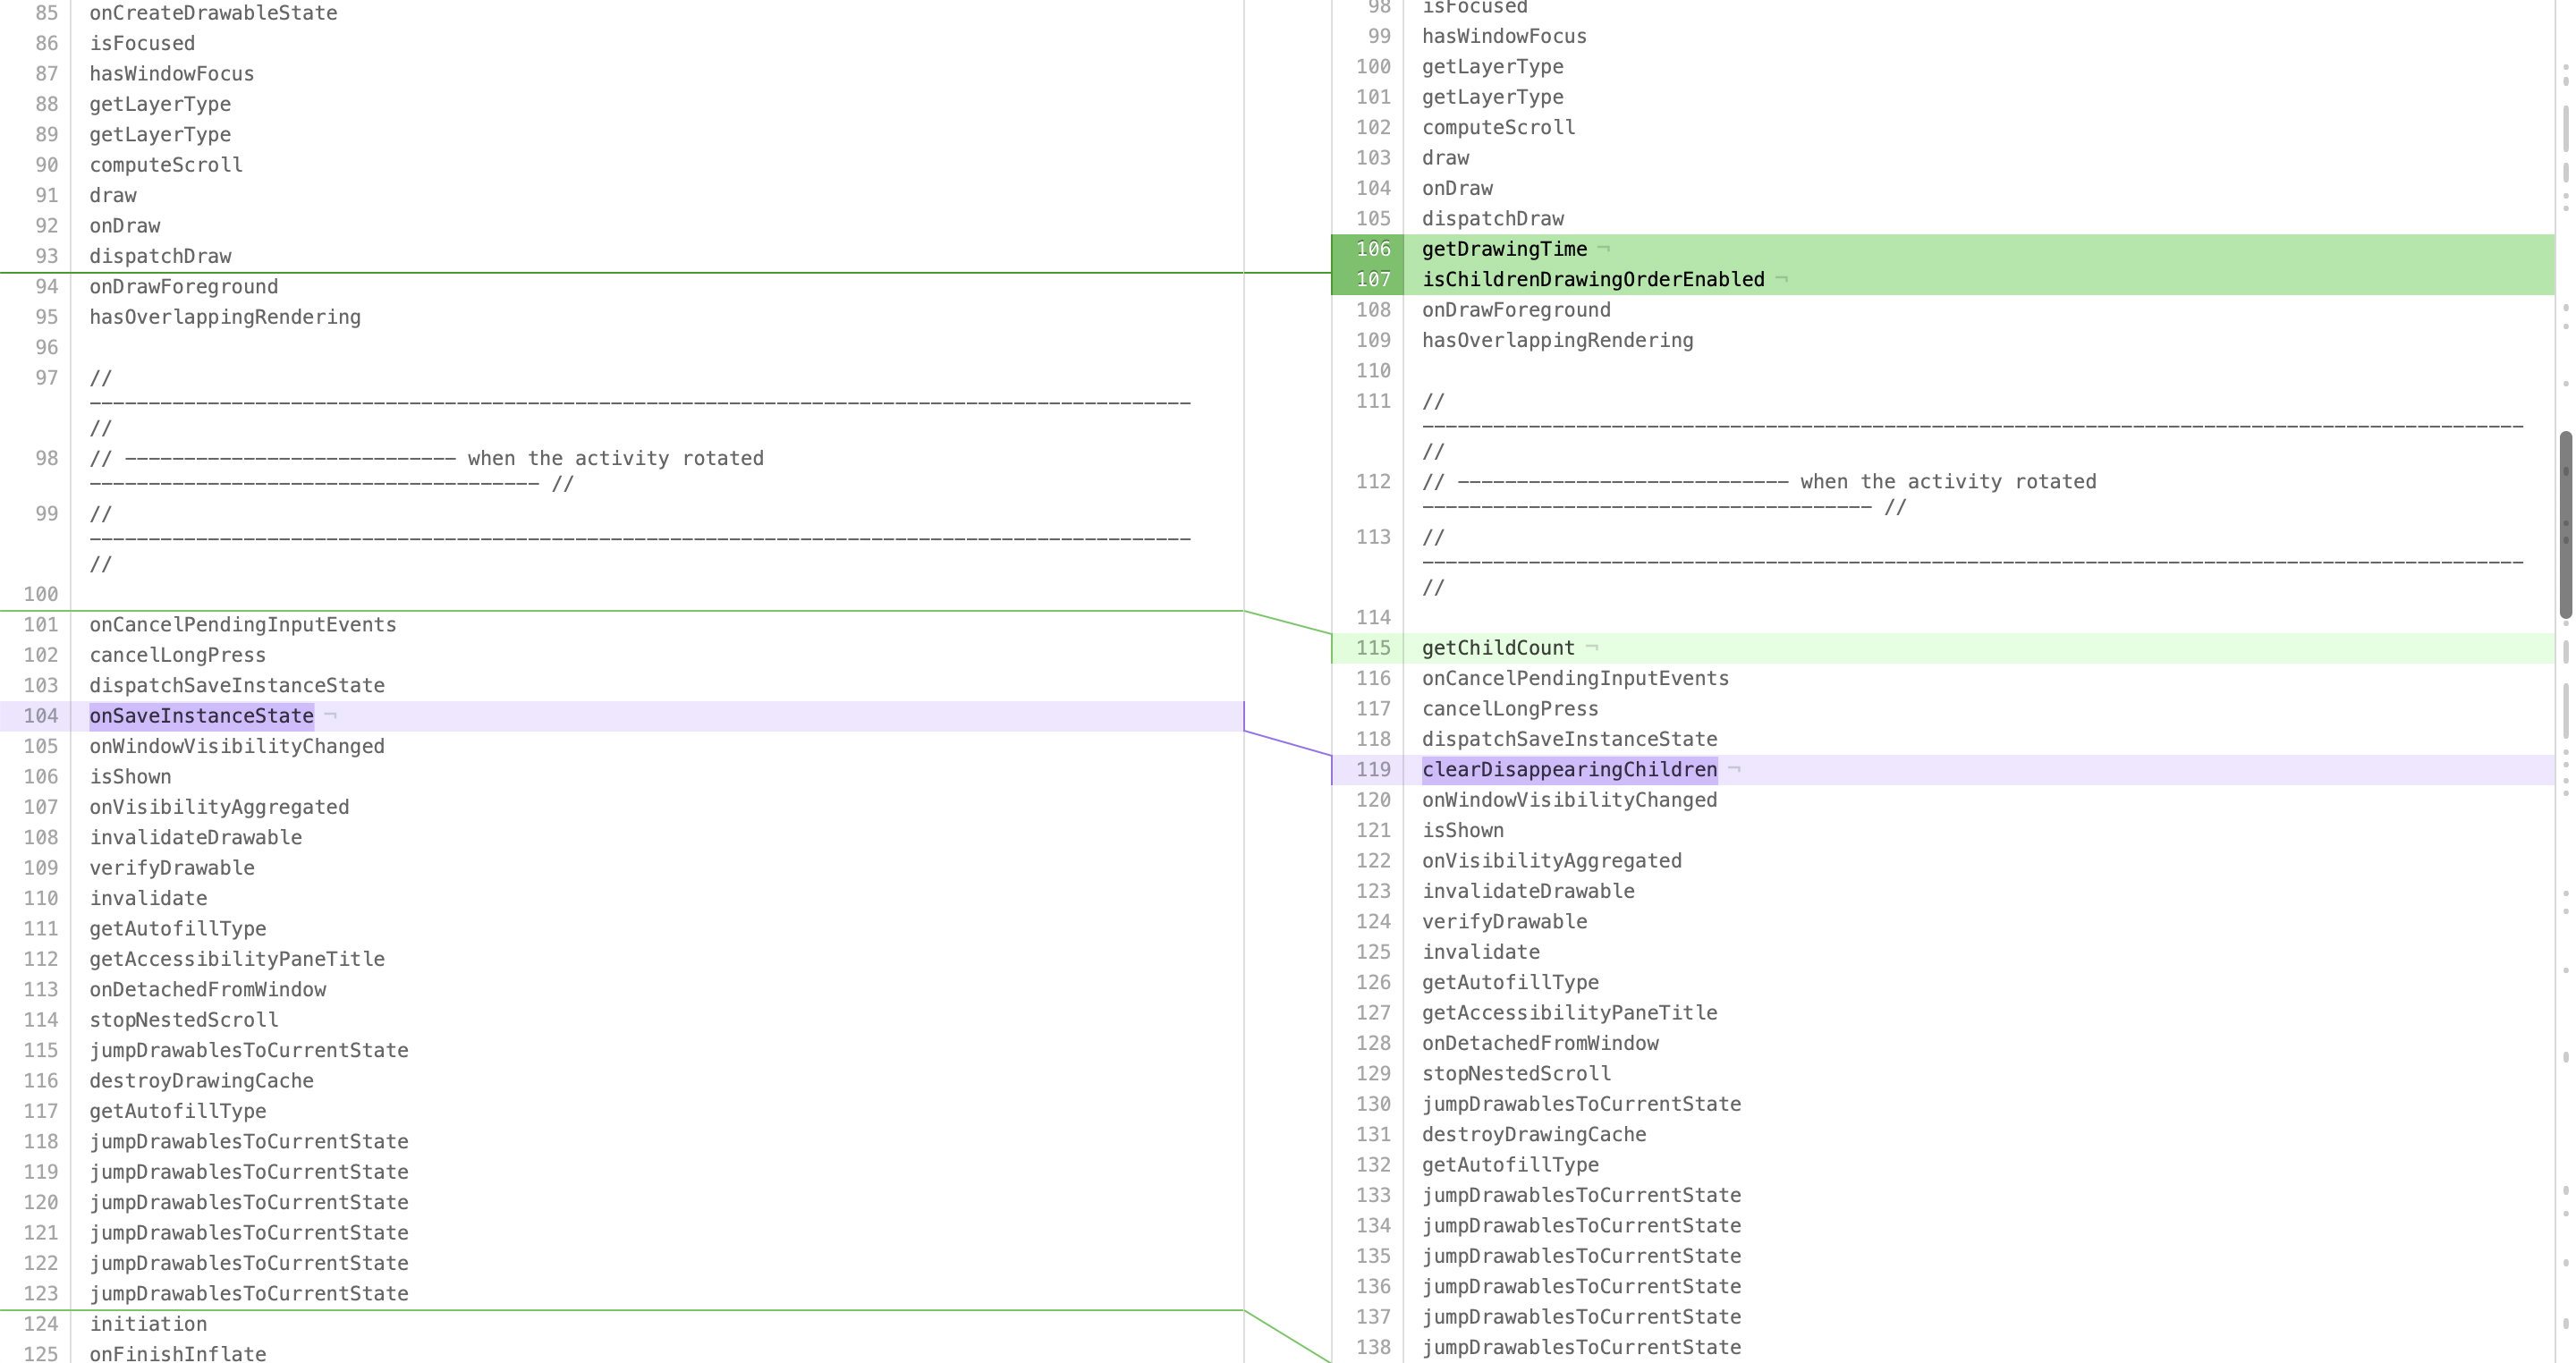 85 onCreateDrawableState
86 isFocused
87 hasWindowFocus
88 getLayerType
89 getLayerType
90 computeScroll
91 draw
92 onDraw
93 dispatchDraw
94 onDrawForeground
95 hasOverlappingRendering
96
97 //
---------------------------------------------------------------------------------------------
//
98 // ---------------------------- when the activity rotated
-------------------------------------- //
99 //
---------------------------------------------------------------------------------------------
//
100
101 onCancelPendingInputEvents
102 cancelLongPress
103 dispatchSaveInstanceState
104 onSaveInstanceState ¬
105 onWindowVisibilityChanged
106 isShown
107 onVisibilityAggregated
108 invalidateDrawable
109 verifyDrawable
110 invalidate
111 getAutofillType
112 getAccessibilityPaneTitle
113 onDetachedFromWindow
114 stopNestedScroll
115 jumpDrawablesToCurrentState
116 destroyDrawingCache
117 getAutofillType
118 jumpDrawablesToCurrentState
119 jumpDrawablesToCurrentState
120 jumpDrawablesToCurrentState
121 jumpDrawablesToCurrentState
122 jumpDrawablesToCurrentState
123 jumpDrawablesToCurrentState
124 initiation
125 onFinishInflate
98 isFocused
99 hasWindowFocus
100 getLayerType
101 getLayerType
102 computeScroll
103 draw
104 onDraw
105 dispatchDraw
106 getDrawingTime ¬
107 isChildrenDrawingOrderEnabled ¬
108 onDrawForeground
109 hasOverlappingRendering
110
111 //
---------------------------------------------------------------------------------------------
//
112 // ---------------------------- when the activity rotated
-------------------------------------- //
113 //
---------------------------------------------------------------------------------------------
//
114
115 getChildCount ¬
116 onCancelPendingInputEvents
117 cancelLongPress
118 dispatchSaveInstanceState
119 clearDisappearingChildren ¬
120 onWindowVisibilityChanged
121 isShown
122 onVisibilityAggregated
123 invalidateDrawable
124 verifyDrawable
125 invalidate
126 getAutofillType
127 getAccessibilityPaneTitle
128 onDetachedFromWindow
129 stopNestedScroll
130 jumpDrawablesToCurrentState
131 destroyDrawingCache
132 getAutofillType
133 jumpDrawablesToCurrentState
134 jumpDrawablesToCurrentState
135 jumpDrawablesToCurrentState
136 jumpDrawablesToCurrentState
137 jumpDrawablesToCurrentState
138 jumpDrawablesToCurrentState